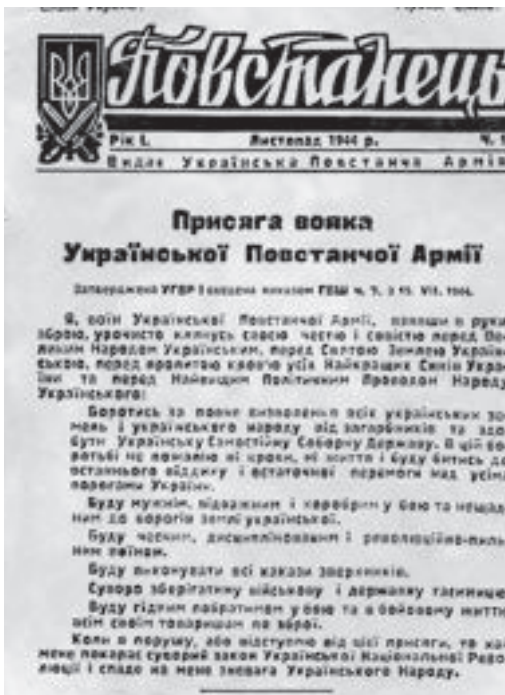 Повстанець
Рік I. Листопад 1944 р. Ч. 1
Видає Українська Повстанча Армія
Присяга вояка
Української Повстанчої Армії
Затверджена УГВР і введена наказом ГВШ ч. 7. з 19. VII. 1944.
Я, воїн Української Повстанчої Армії, взявши в руки
зброю, урочисто клянусь своєю честю і совістю перед Ве-
ликим Народом Українським, перед Святою Землею Україн-
ською, перед пролитою кров'ю усіх Найкращих Синів Укра-
їни та перед Найвищим Політичним Проводом Народу
Українського:
Боротись за повне визволення всіх українських зе-
мель і українського народу від загарбників та здо-
бути Українську Самостійну Соборну Державу. В цій бо-
ротьбі не пожалію ні крови, ні життя і буду битись до
останнього віддиху і остаточної перемоги над усіма
ворогами України.
Буду мужнім, відважним і хоробрим у бою та нещад-
ним до ворогів землі української.
Буду чесним, дисциплінованим і революційно-пиль-
ним воїном.
Буду виконувати всі накази зверхників.
Суворо зберігатиму військову і державну таємницю.
Буду гідним побратимом у бою та в бойовому житті
всім своїм товаришам по зброї.
Коли я порушу, або відступлю від цієї присяги, то хай
мене покарає суворий закон Української Національної Рево-
люції і спаде на мене зневага Українського Народу.